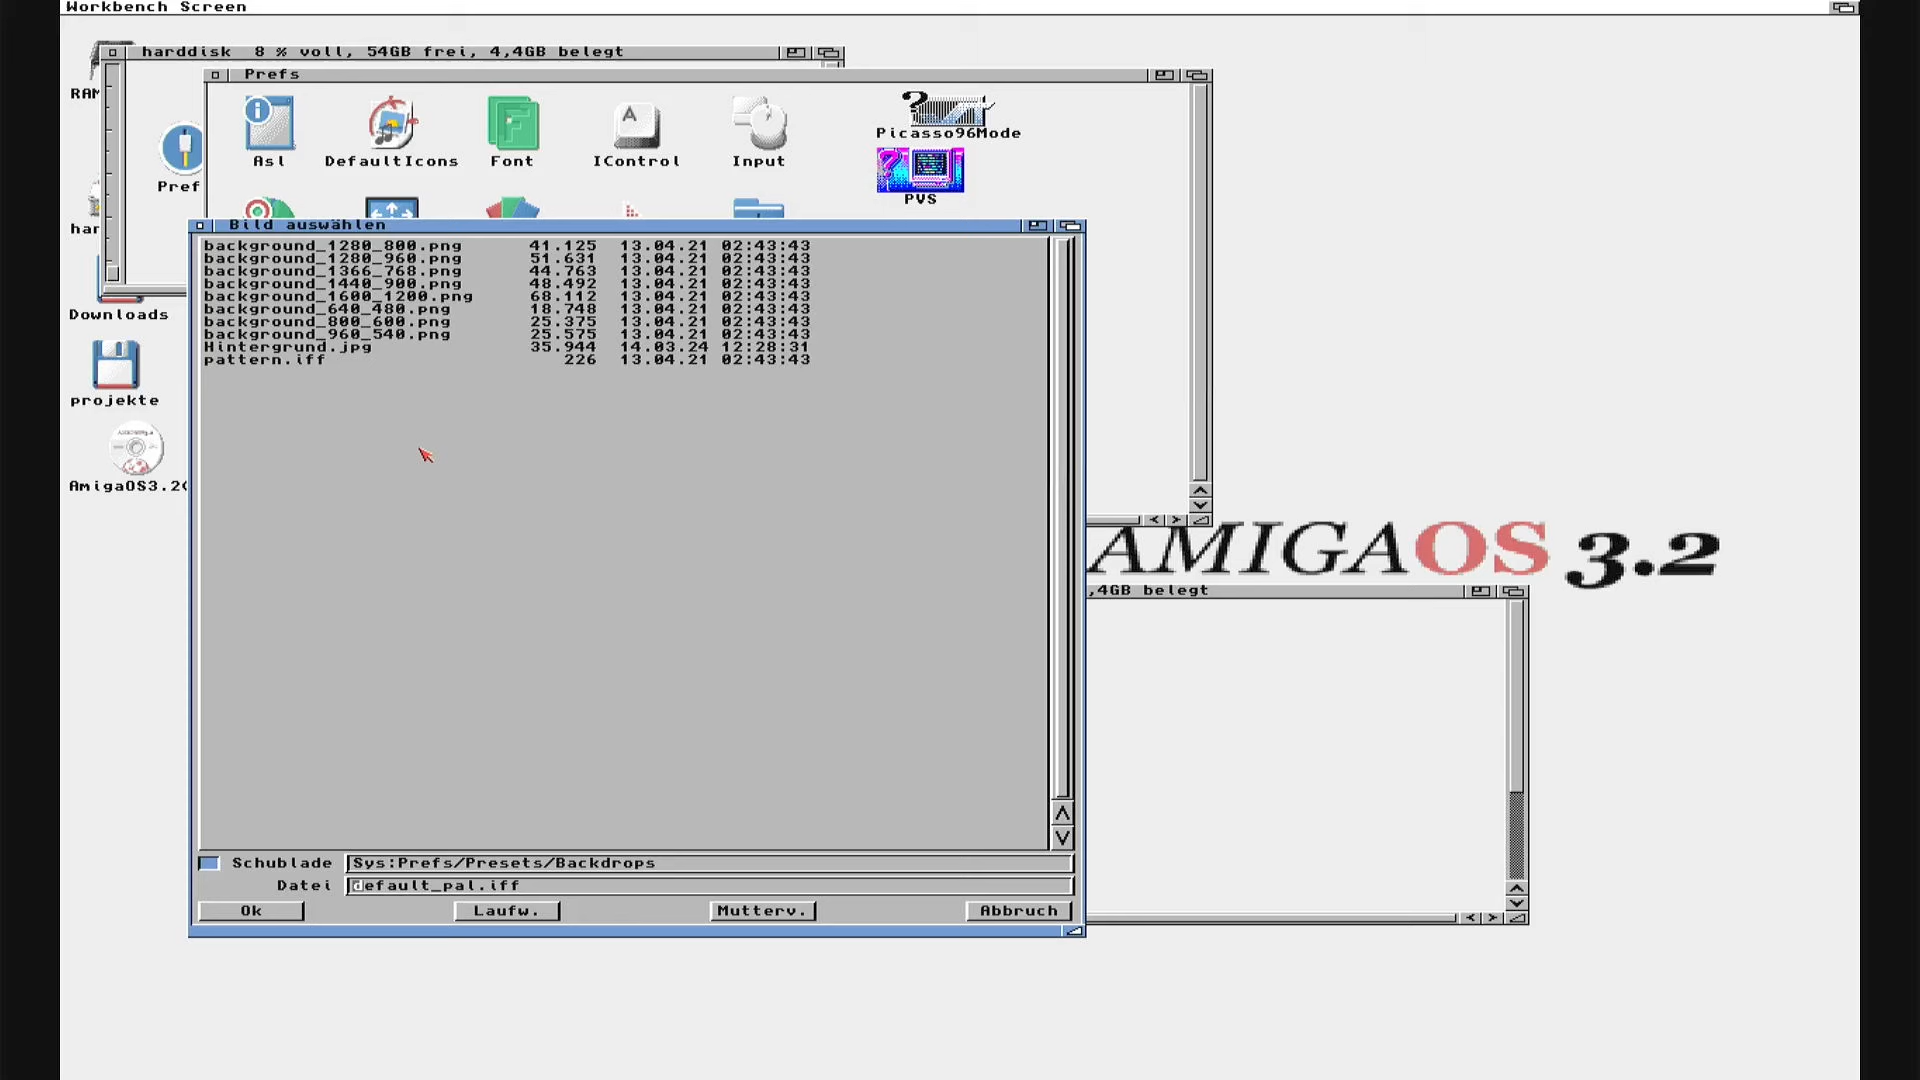 Workbench Screen
harddisk 8 % voll, 54GB frei, 4,4GB belegt
Prefs
RAM
Asl
DefaultIcons
Font
IControl
Input
Picasso96Mode
PVS
Pref
har
Bild auswählen
background_1280_800.png 41.125 13.04.21 02:43:43
background_1280_960.png 51.631 13.04.21 02:43:43
background_1366_768.png 44.763 13.04.21 02:43:43
background_1440_900.png 48.492 13.04.21 02:43:43
background_1600_1200.png 68.112 13.04.21 02:43:43
background_640_480.png 18.748 13.04.21 02:43:43
background_800_600.png 25.375 13.04.21 02:43:43
background_960_540.png 25.575 13.04.21 02:43:43
Hintergrund.jpg 35.944 14.03.24 12:28:31
pattern.iff 226 13.04.21 02:43:43
Downloads
projekte
AmigaOS3.2
AMIGAOS 3.2
,4GB belegt
Schublade Sys:Prefs/Presets/Backdrops
Datei default_pal.iff
Ok Laufw. Mutterv. Abbruch